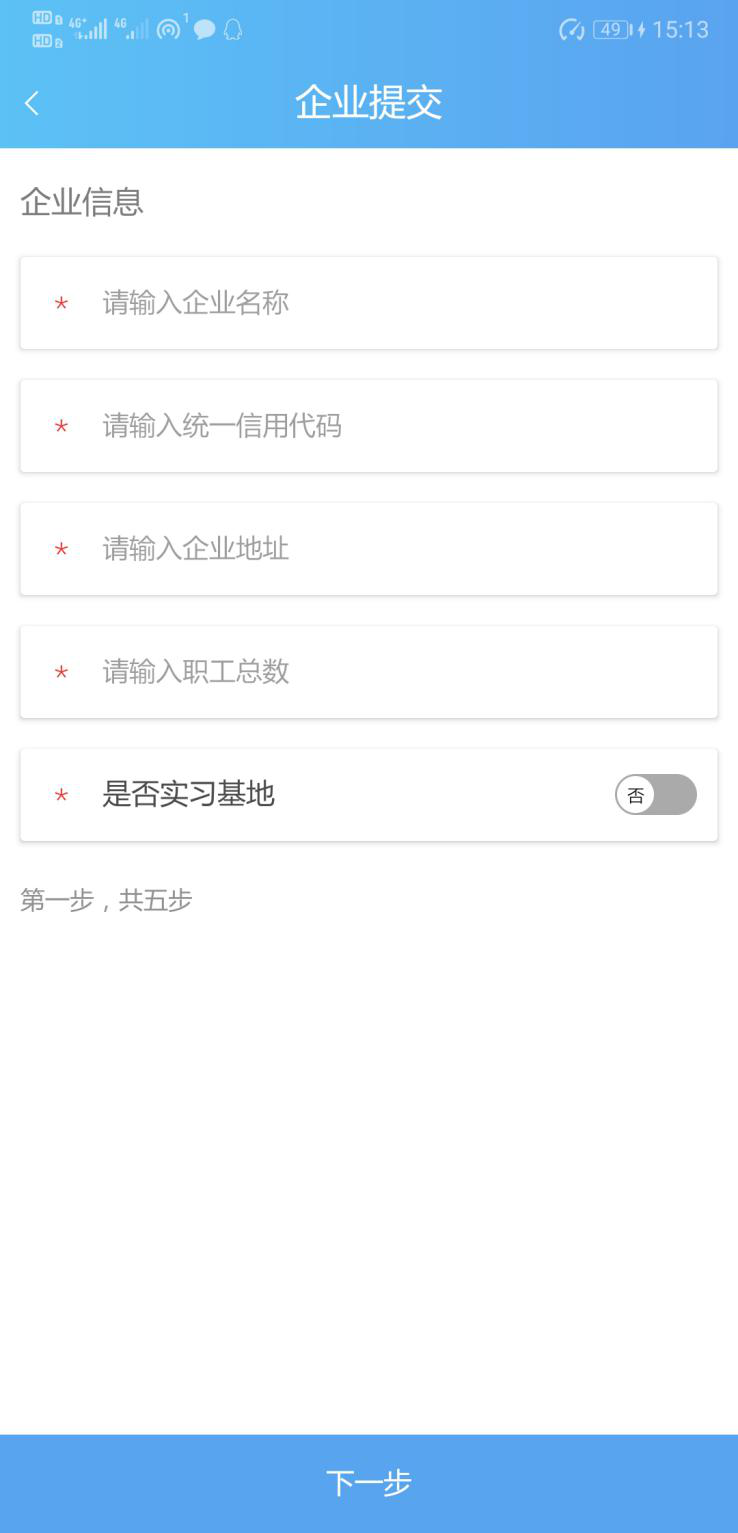 HD 1 4G+ 4G 1 49 15:13
HD 2
企业提交
企业信息
* 请输入企业名称
* 请输入统一信用代码
* 请输入企业地址
* 请输入职工总数
* 是否实习基地 否
第一步，共五步
下一步